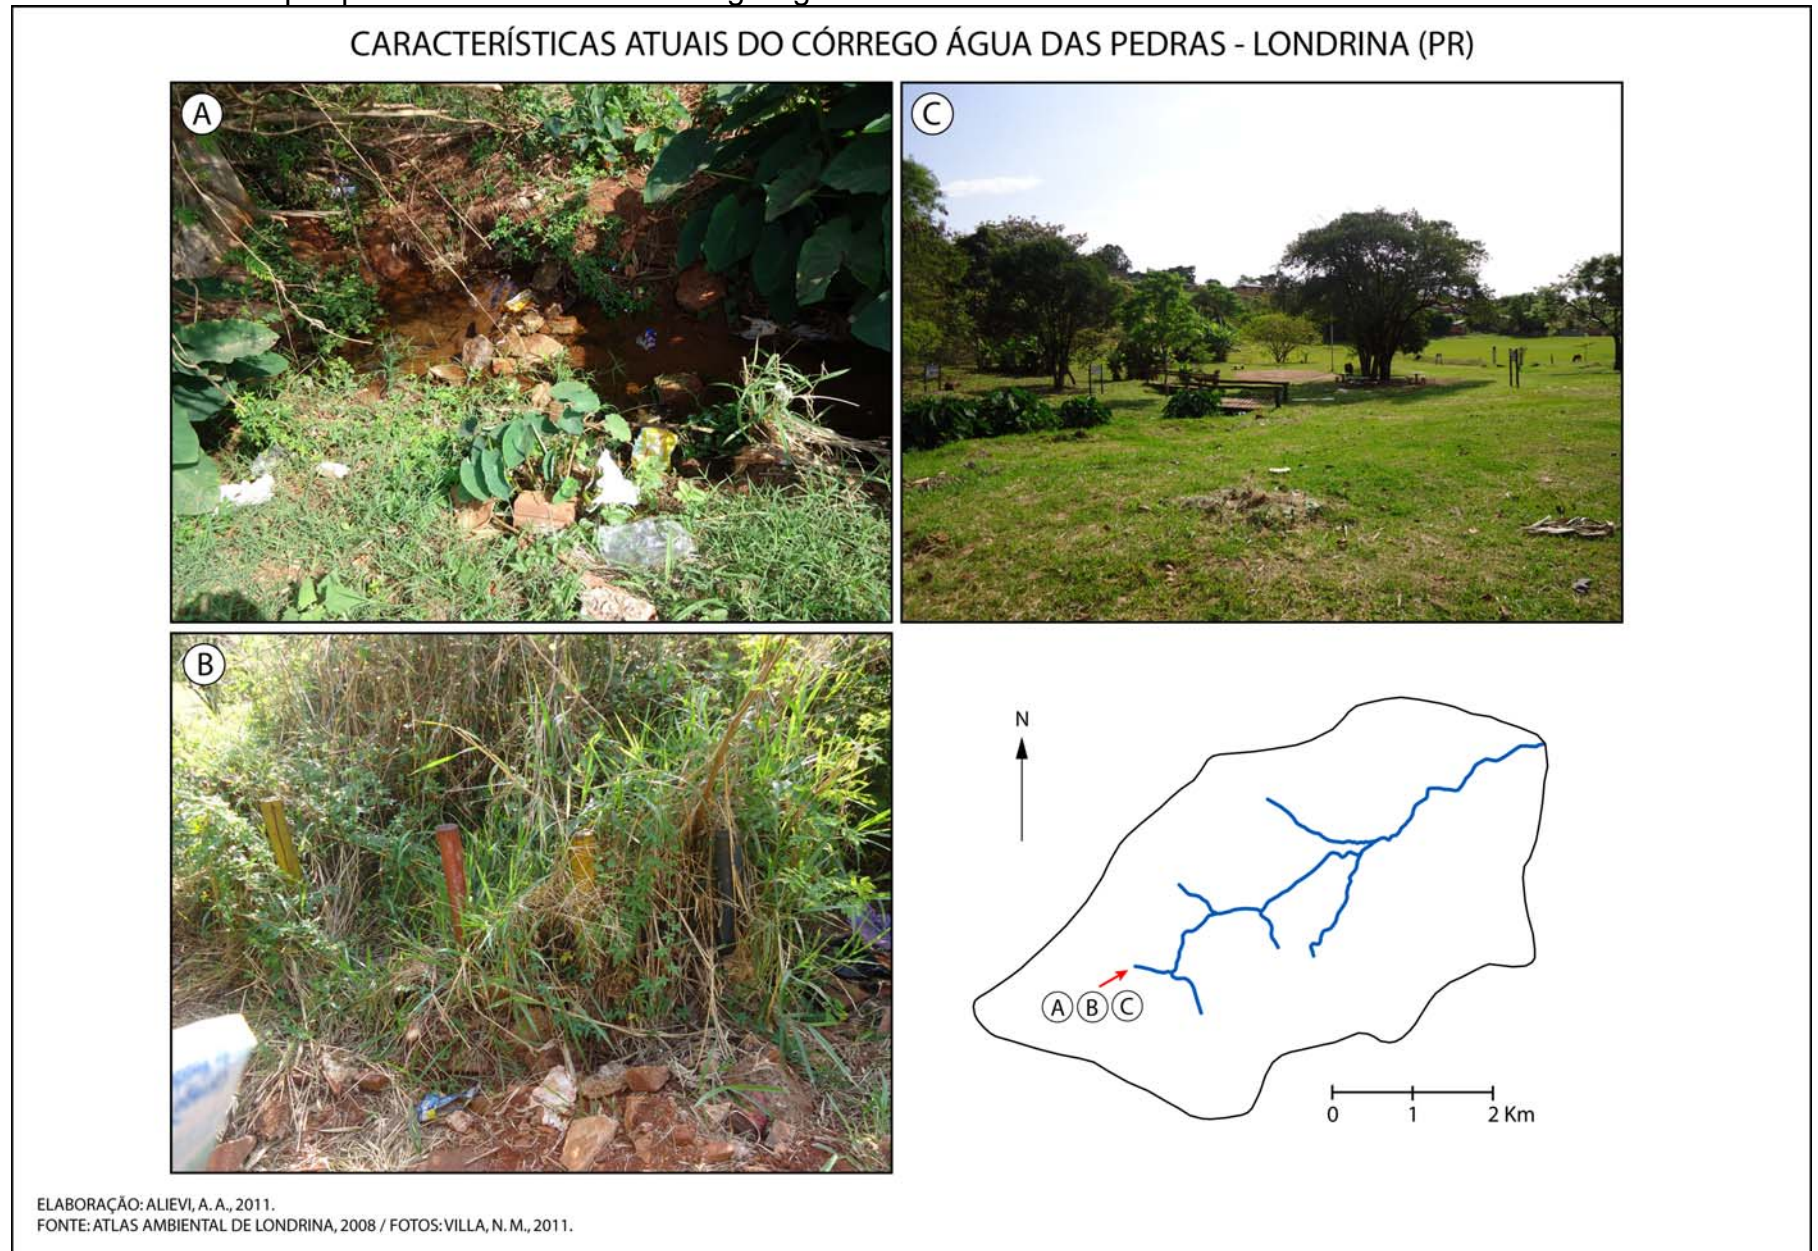 CARACTERÍSTICAS ATUAIS DO CÓRREGO ÁGUA DAS PEDRAS - LONDRINA (PR)
A
C
B
N
A B C
0 1 2 Km
ELABORAÇÃO: ALIEVI, A. A., 2011.
FONTE: ATLAS AMBIENTAL DE LONDRINA, 2008 / FOTOS: VILLA, N. M., 2011.